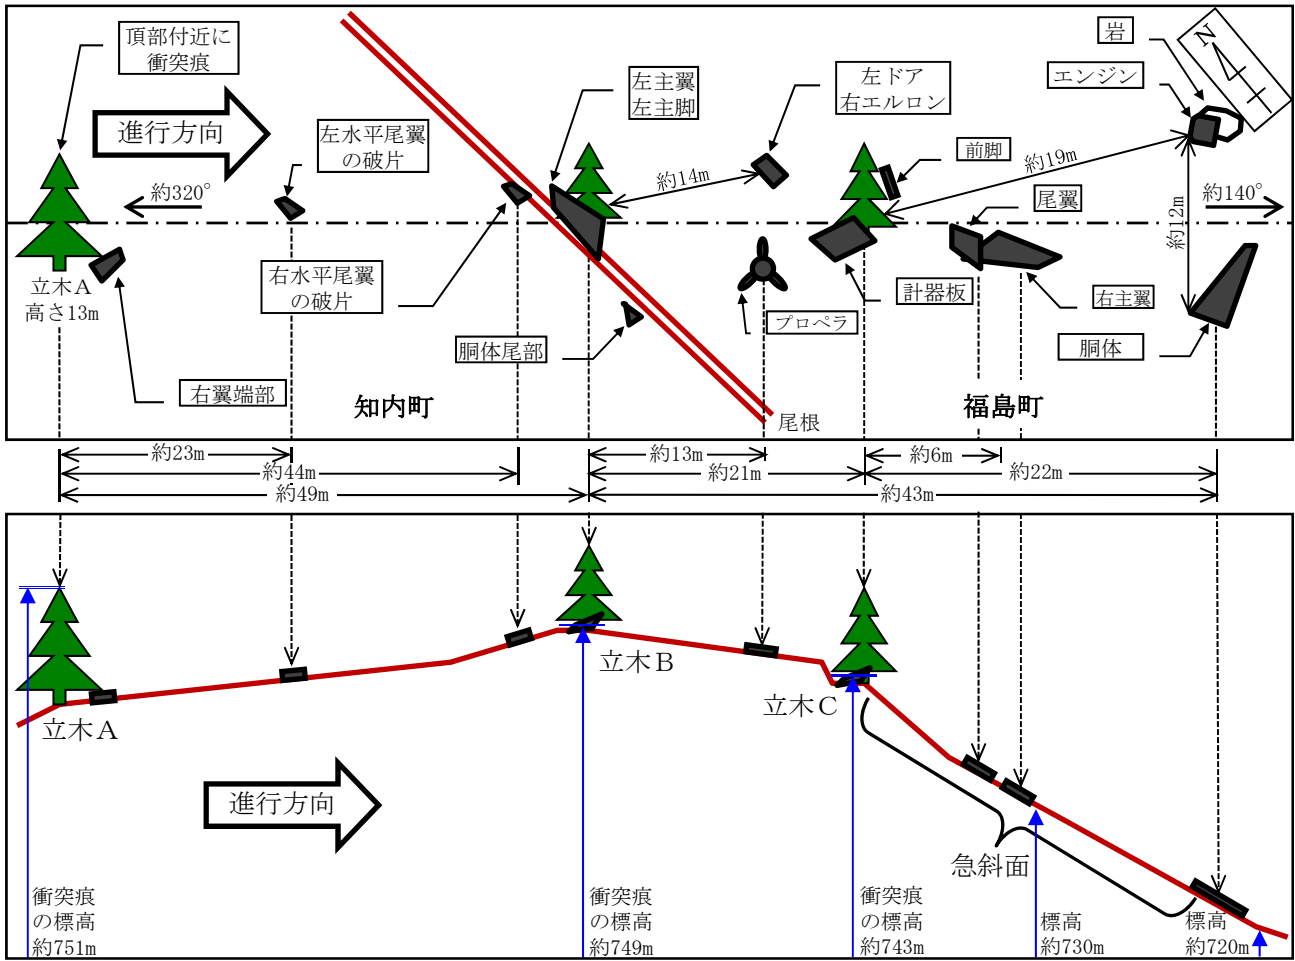 頂部付近に
衝突痕
進行方向
約320°
立木A
高さ13m
右翼端部
左水平尾翼
の破片
右水平尾翼
の破片
知内町
左主翼
左主脚
胴体尾部
約14m
左ドア
右エルロン
プロペラ
尾根
前脚
計器板
尾翼
約19m
右主翼
福島町
岩
エンジン
N
約12m
約140°
胴体
約23m
約44m
約49m
約13m
約21m
約6m
約22m
約43m
立木A
立木B
立木C
進行方向
急斜面
衝突痕
の標高
約751m
衝突痕
の標高
約749m
衝突痕
の標高
約743m
標高
約730m
標高
約720m